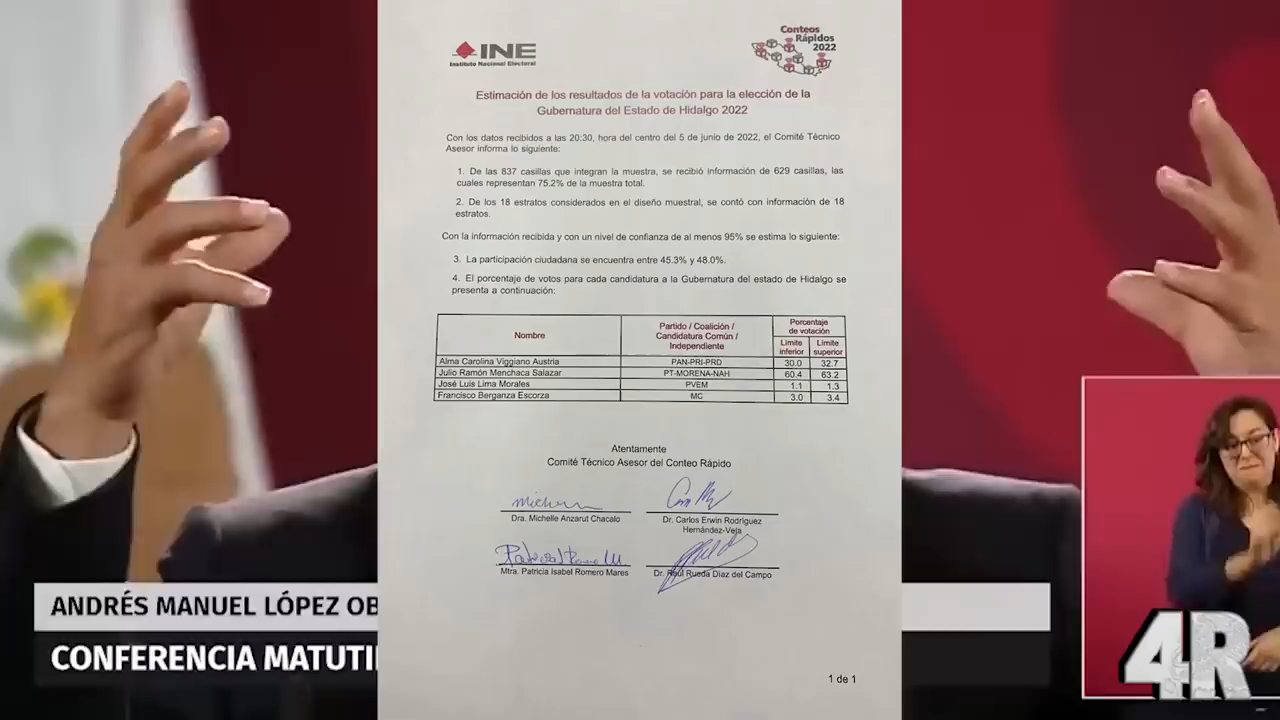 INE
Instituto Nacional Electoral
Conteos
Rápidos
2022
Estimación de los resultados de la votación para la elección de la
Gubernatura del Estado de Hidalgo 2022
Con los datos recibidos a las 20:30, hora del centro del 5 de junio de 2022, el Comité Técnico
Asesor informa lo siguiente:
1. De las 837 casillas que integran la muestra, se recibió información de 629 casillas, las
cuales representan 75.2% de la muestra total.
2. De los 18 estratos considerados en el diseño muestral, se contó con información de 18
estratos.
Con la información recibida y con un nivel de confianza de al menos 95% se estima lo siguiente:
3. La participación ciudadana se encuentra entre 45.3% y 48.0%.
4. El porcentaje de votos para cada candidatura a la Gubernatura del estado de Hidalgo se
presenta a continuación:
Nombre
Partido / Coalición /
Candidatura Común /
Independiente
Porcentaje
de votación
Límite
inferior
Límite
superior
Alma Carolina Viggiano Austria PAN-PRI-PRD 30.0 32.7
Julio Ramón Menchaca Salazar PT-MORENA-NAH 60.4 63.2
José Luis Lima Morales PVEM 1.1 1.3
Francisco Berganza Escorza MC 3.0 3.4
Atentamente
Comité Técnico Asesor del Conteo Rápido
Dra. Michelle Anzarut Chacalo
Dr. Carlos Erwin Rodríguez
Hernández-Vela
Mtra. Patricia Isabel Romero Mares
Dr. Raúl Rueda Díaz del Campo
1 de 1
ANDRÉS MANUEL LÓPEZ OB
CONFERENCIA MATUTI
4R